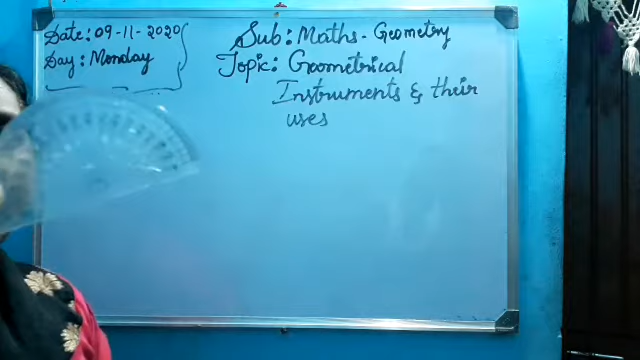 Date: 09-11-2020
Day: Monday
Sub: Maths - Geometry
Topic: Geometrical
Instruments & their
uses